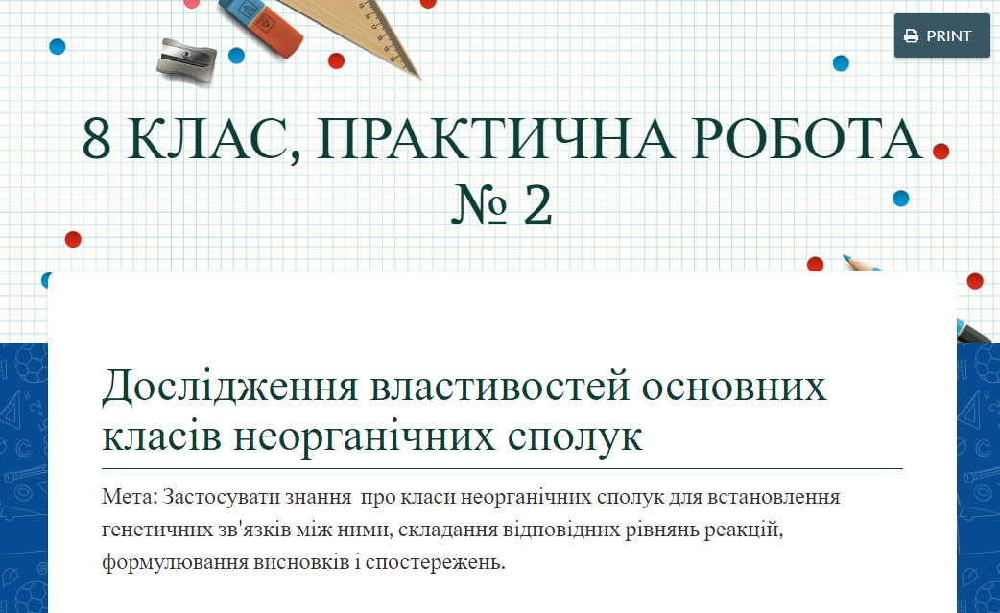 PRINT
8 КЛАС, ПРАКТИЧНА РОБОТА
№ 2
Дослідження властивостей основних
класів неорганічних сполук
Мета: Застосувати знання про класи неорганічних сполук для встановлення
генетичних зв'язків між ними, складання відповідних рівнянь реакцій,
формулювання висновків і спостережень.